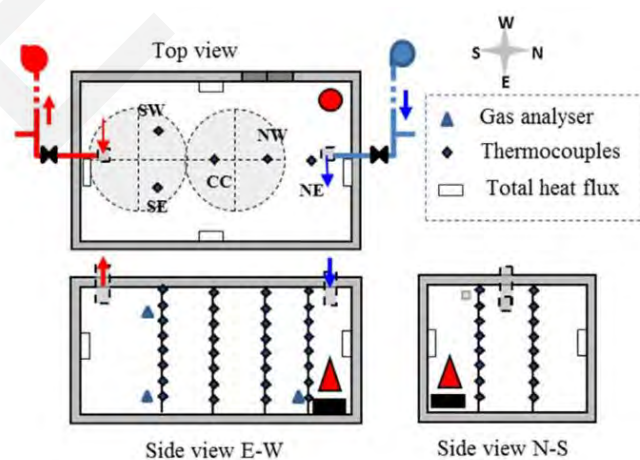 Top view
W
S N
E
SW
NW
CC
SE
NE
Gas analyser
Thermocouples
Total heat flux
Side view E-W
Side view N-S